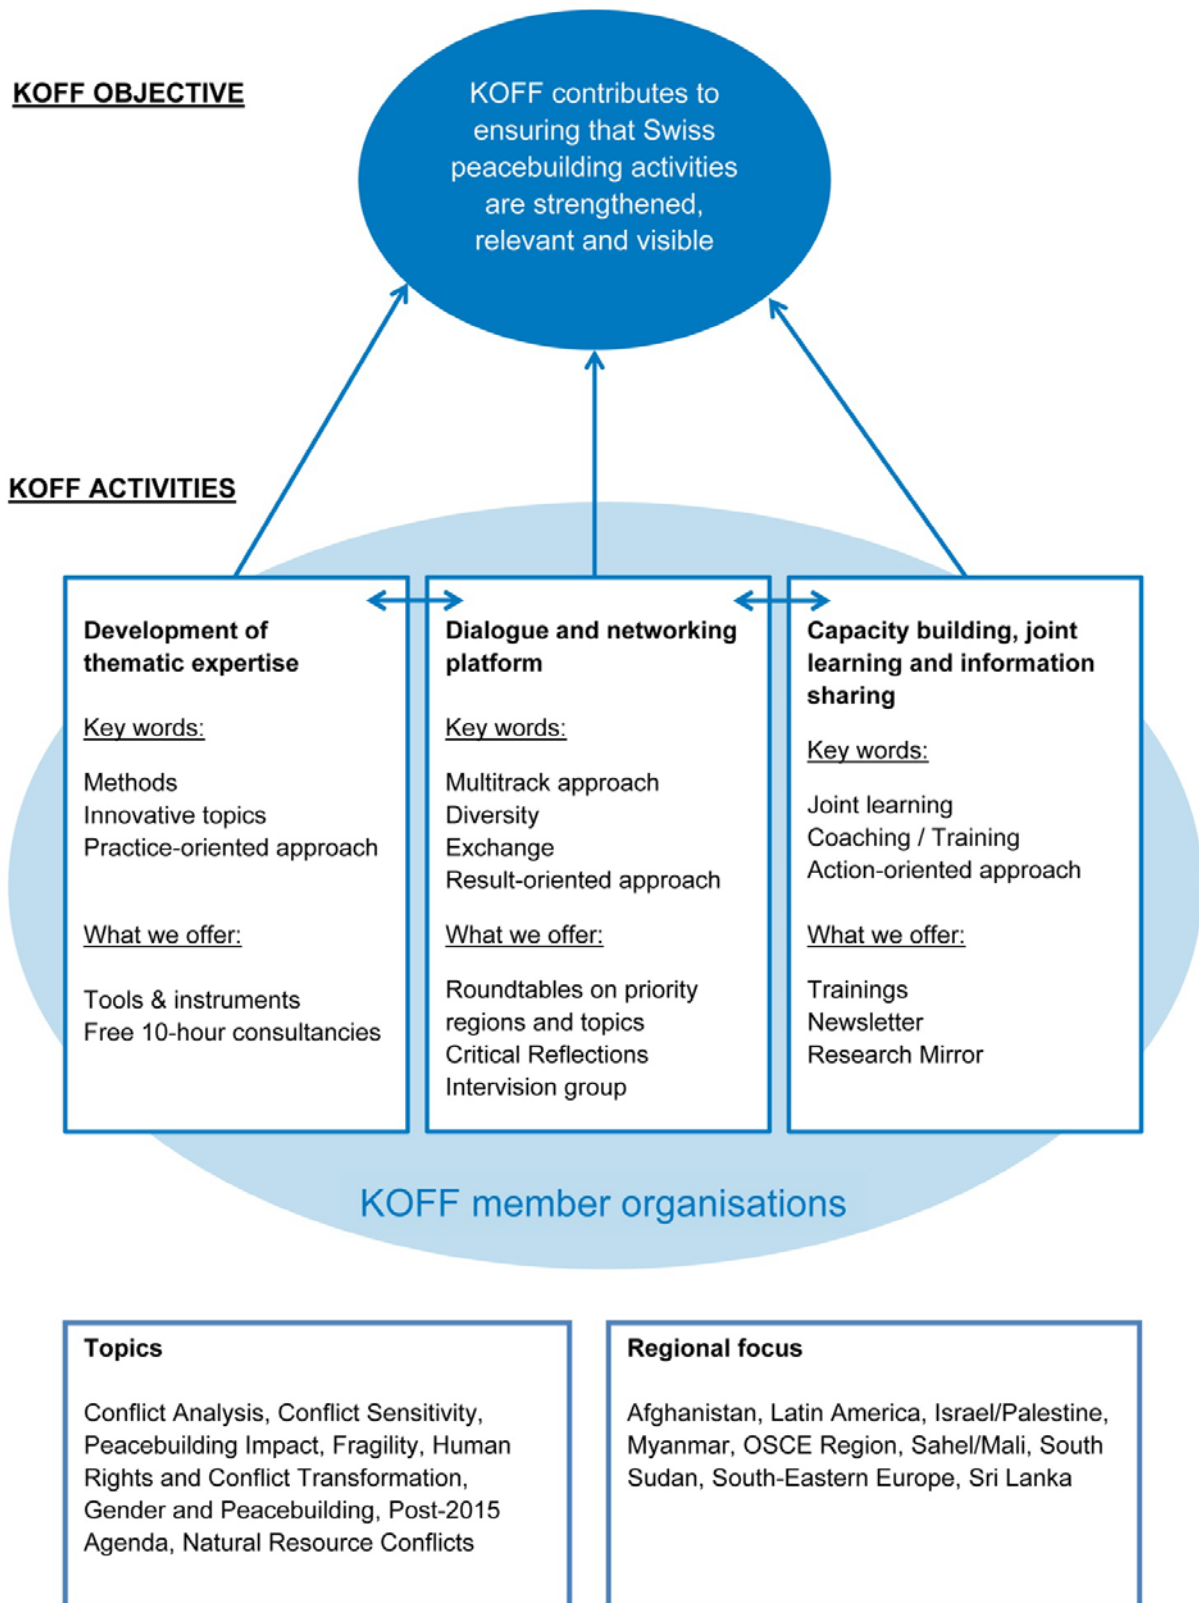 KOFF OBJECTIVE
KOFF contributes to
ensuring that Swiss
peacebuilding activities
are strengthened,
relevant and visible
KOFF ACTIVITIES
Development of
thematic expertise
Key words:
Methods
Innovative topics
Practice-oriented approach
What we offer:
Tools & instruments
Free 10-hour consultancies
Dialogue and networking
platform
Key words:
Multitrack approach
Diversity
Exchange
Result-oriented approach
What we offer:
Roundtables on priority
regions and topics
Critical Reflections
Intervision group
Capacity building, joint
learning and information
sharing
Key words:
Joint learning
Coaching / Training
Action-oriented approach
What we offer:
Trainings
Newsletter
Research Mirror
KOFF member organisations
Topics
Conflict Analysis, Conflict Sensitivity,
Peacebuilding Impact, Fragility, Human
Rights and Conflict Transformation,
Gender and Peacebuilding, Post-2015
Agenda, Natural Resource Conflicts
Regional focus
Afghanistan, Latin America, Israel/Palestine,
Myanmar, OSCE Region, Sahel/Mali, South
Sudan, South-Eastern Europe, Sri Lanka